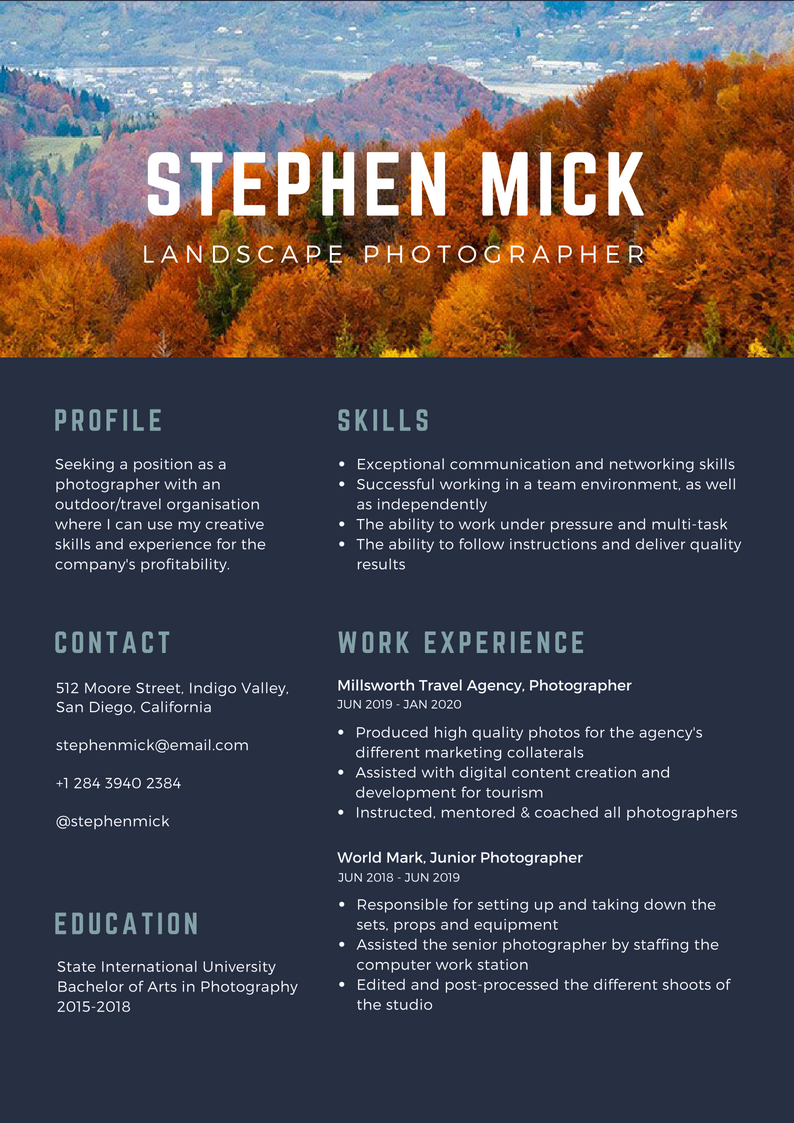 STEPHEN MICK
LANDSCAPE PHOTOGRAPHER
PROFILE
Seeking a position as a
photographer with an
outdoor/travel organisation
where I can use my creative
skills and experience for the
company's profitability.
SKILLS
• Exceptional communication and networking skills
• Successful working in a team environment, as well
as independently
• The ability to work under pressure and multi-task
• The ability to follow instructions and deliver quality
results
CONTACT
512 Moore Street, Indigo Valley,
San Diego, California
stephenmick@email.com
+1 284 3940 2384
@stephenmick
EDUCATION
State International University
Bachelor of Arts in Photography
2015-2018
WORK EXPERIENCE
Millsworth Travel Agency, Photographer
JUN 2019 - JAN 2020
• Produced high quality photos for the agency's
different marketing collaterals
• Assisted with digital content creation and
development for tourism
• Instructed, mentored & coached all photographers
World Mark, Junior Photographer
JUN 2018 - JUN 2019
• Responsible for setting up and taking down the
sets, props and equipment
• Assisted the senior photographer by staffing the
computer work station
• Edited and post-processed the different shoots of
the studio